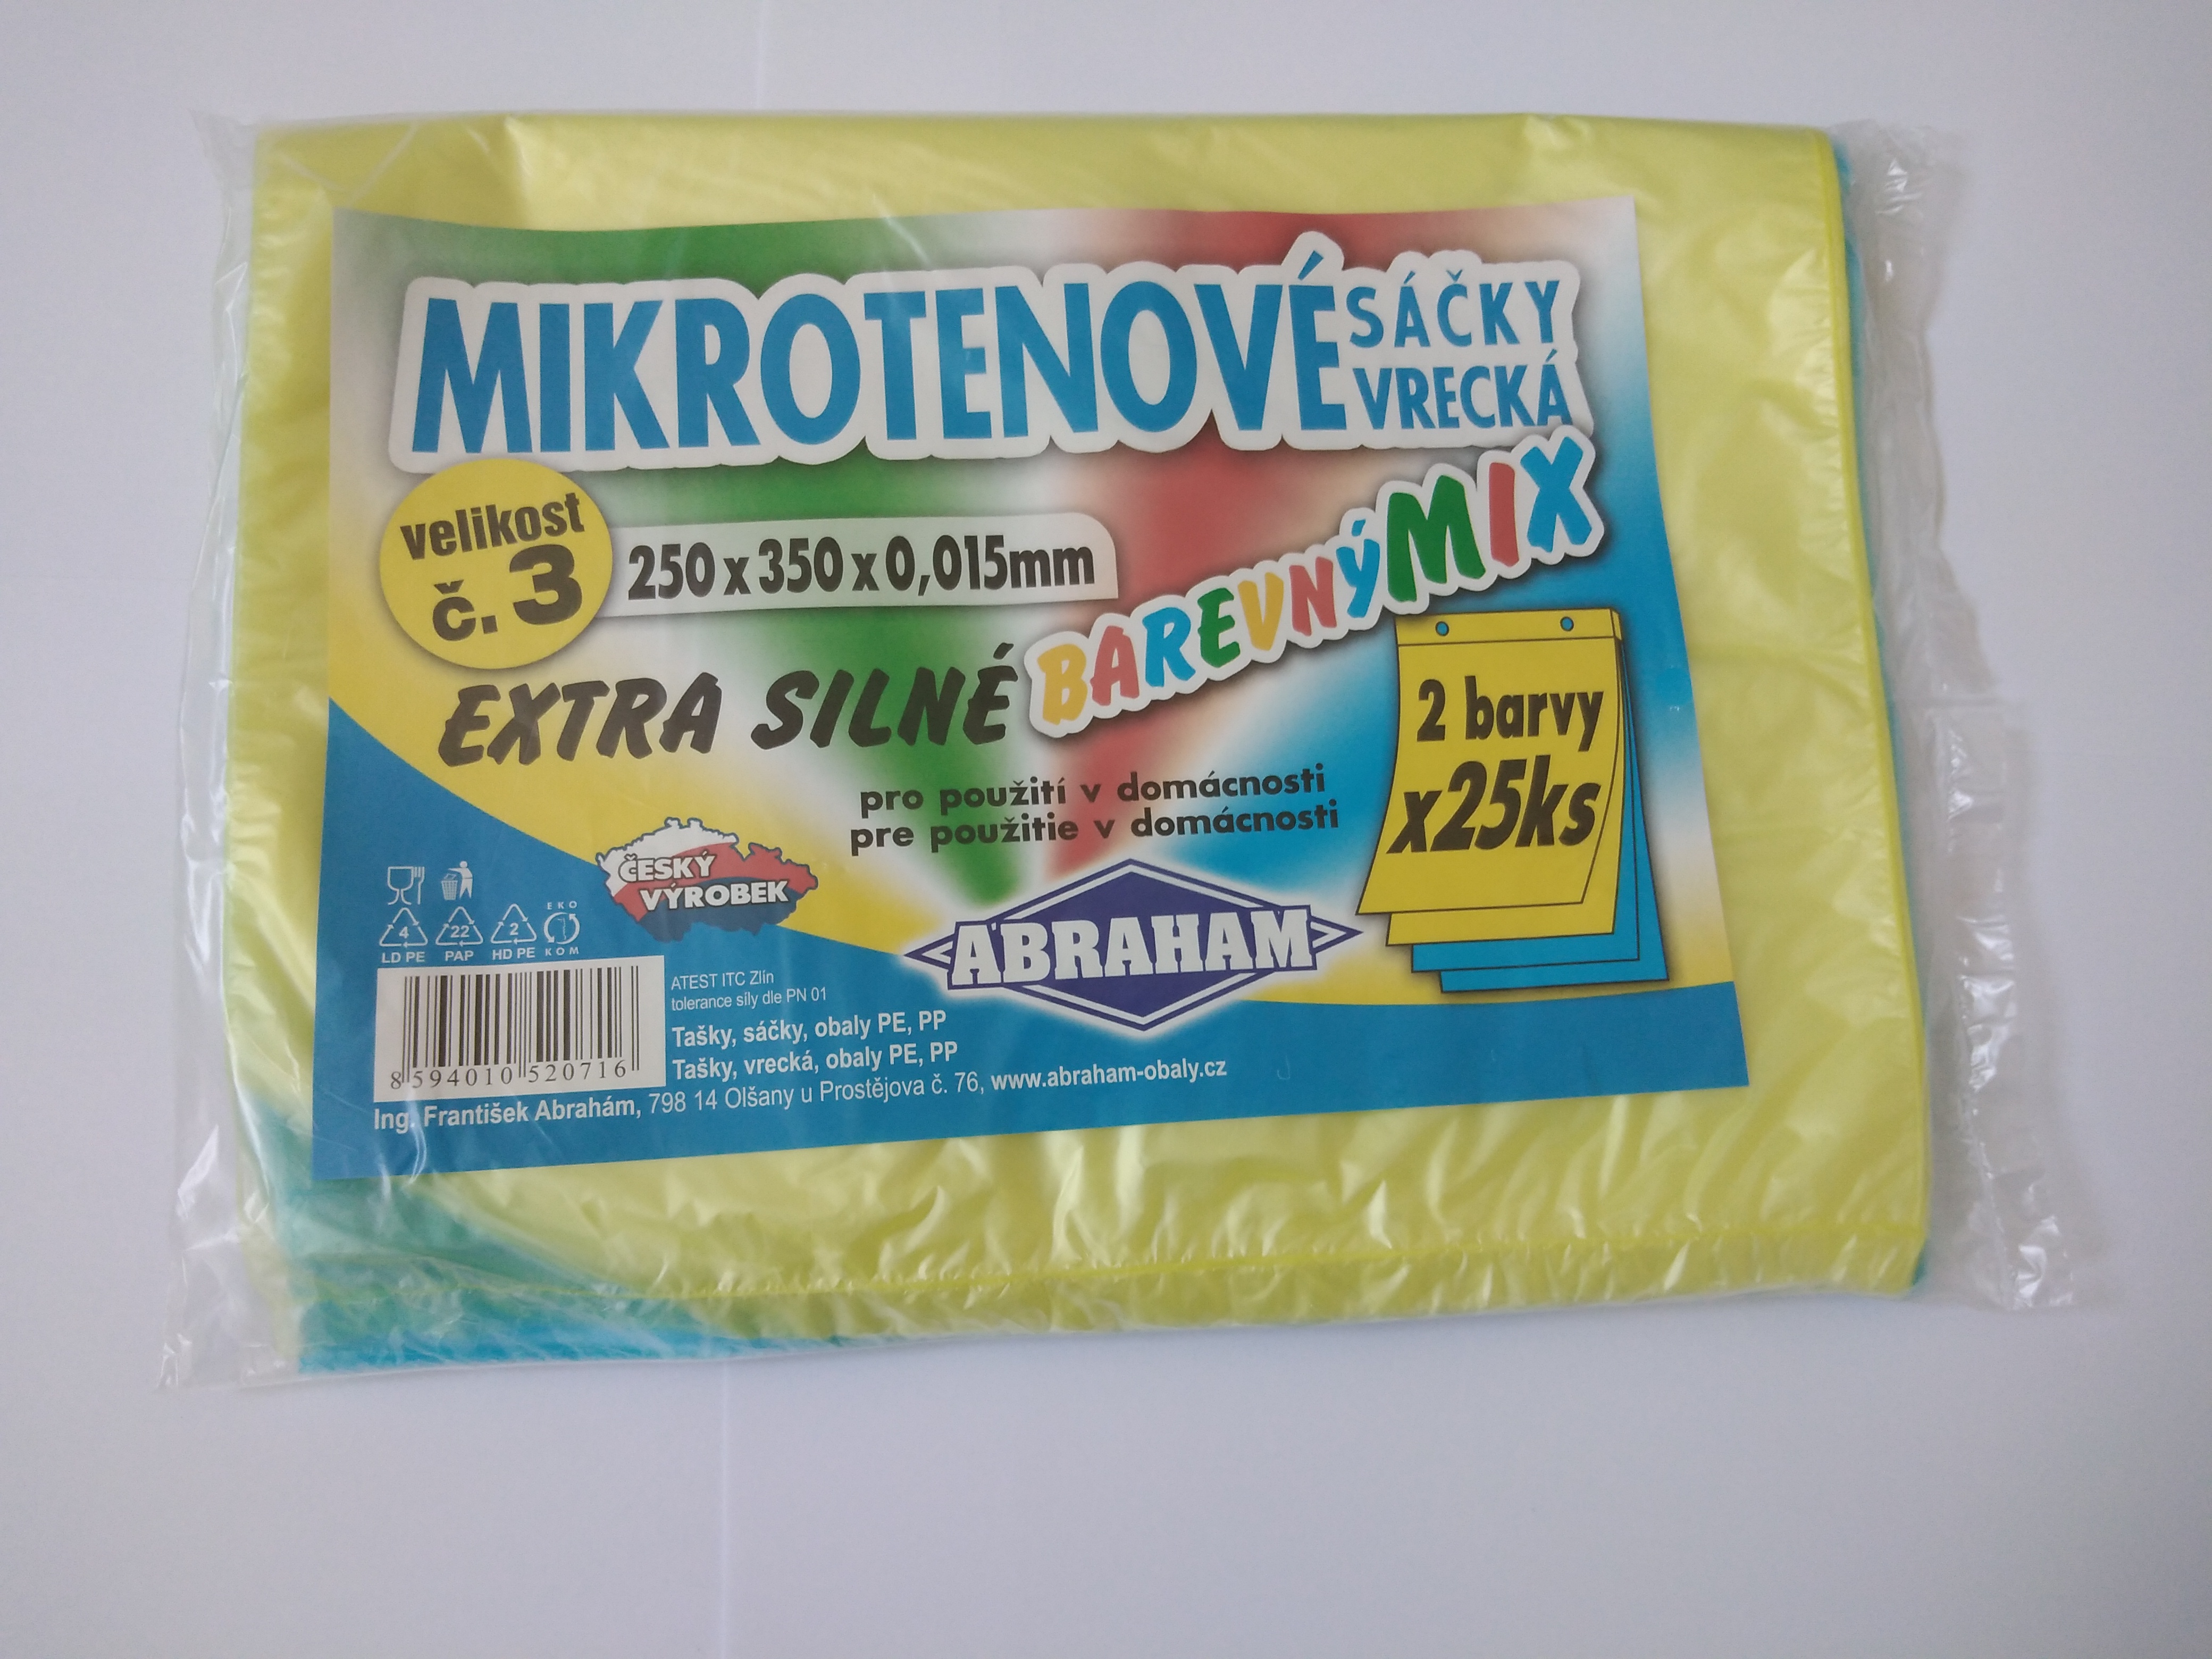 MIKROTENOVÉ
SÁČKY
VRECKÁ
velikost
č. 3
250 x 350 x 0,015mm
BAREVNÝ MIX
EXTRA SILNÉ
2 barvy
x25ks
pro použití v domácnosti
pre použitie v domácnosti
ČESKÝ
VÝROBEK
ABRAHAM
4
22
2
EKO
LD PE
PAP
HD PE
KOM
ATEST ITC Zlín
tolerance síly dle PN 01
Tašky, sáčky, obaly PE, PP
Tašky, vrecká, obaly PE, PP
8 594010 520716
Ing. František Abrahám, 798 14 Olšany u Prostějova č. 76, www.abraham-obaly.cz